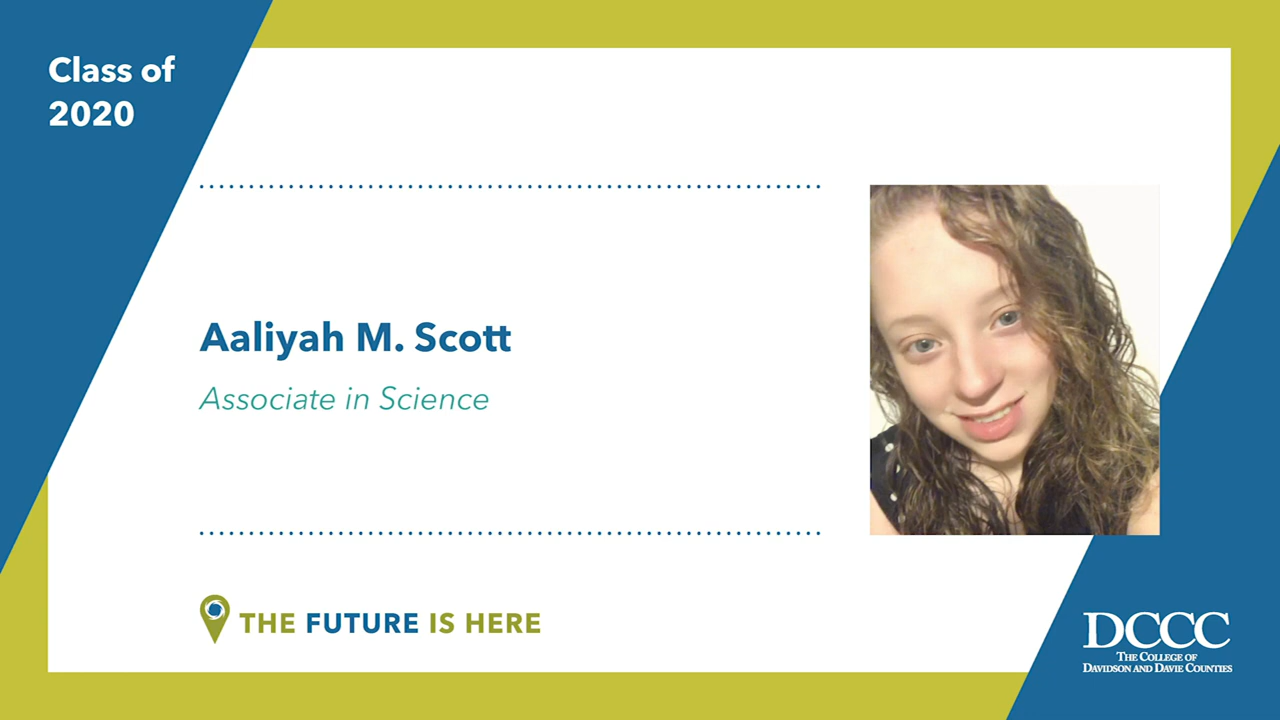 Class of
2020
Aaliyah M. Scott
Associate in Science
THE FUTURE IS HERE
DCCC
THE COLLEGE OF
DAVIDSON AND DAVIE COUNTIES